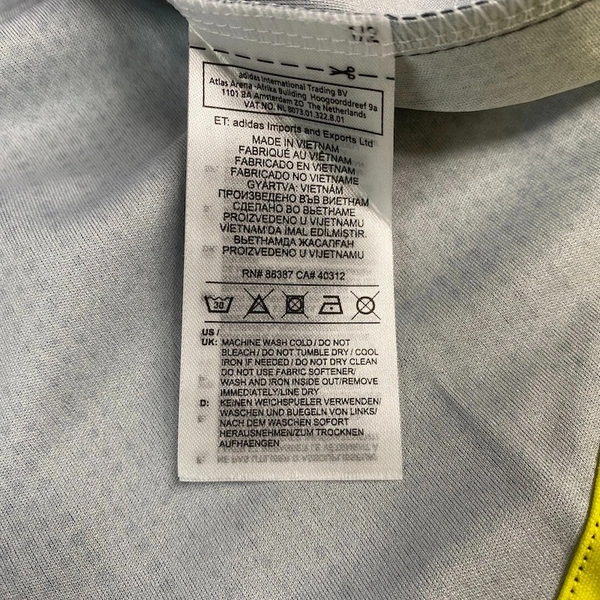 1/2
adidas International Trading BV
Atlas Arena-Afrika Building Hoogoorddreef 9a
1101 BA Amsterdam ZO The Netherlands
VAT.NO. NL 8073.01.322.B.01
ET: adidas Imports and Exports Ltd
MADE IN VIETNAM
FABRIQUÉ AU VIÊTNAM
FABRICADO EN VIETNAM
FABRICADO NO VIETNAME
GYÁRTVA: VIETNÁM
ПРОИЗВЕДЕНО ВЪВ ВИЕТНАМ
СДЕЛАНО ВО ВЬЕТНАМЕ
PROIZVEDENO U VIJETNAMU
VIETNAM'DA IMAL EDILMIŞTIR.
ВЬЕТНАМДА ЖАСАЛҒАН
PROIZVEDENO U VIJETNAMU
RN# 88387 CA# 40312
30
US /
UK: MACHINE WASH COLD / DO NOT
BLEACH / DO NOT TUMBLE DRY / COOL
IRON IF NEEDED / DO NOT DRY CLEAN
DO NOT USE FABRIC SOFTENER/
WASH AND IRON INSIDE OUT/REMOVE
IMMEDIATELY/LINE DRY
D: KEINEN WEICHSPUELER VERWENDEN/
WASCHEN UND BUEGELN VON LINKS/
NACH DEM WASCHEN SOFORT
HERAUSNEHMEN/ZUM TROCKNEN
AUFHAENGEN